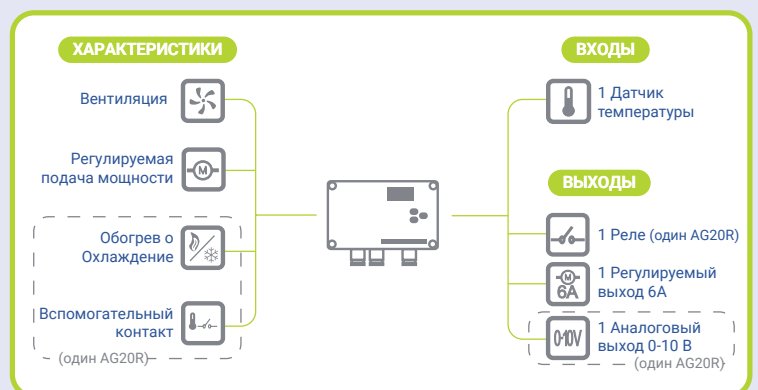 ХАРАКТЕРИСТИКИ
Вентиляция
Регулируемая
подача мощности
M
Обогрев о
Охлаждение
Вспомогательный
контакт
(один AG20R)
ВХОДЫ
1 Датчик
температуры
ВЫХОДЫ
1 Реле (один AG20R)
M
6A
1 Регулируемый
выход 6А
0-10V
1 Аналоговый
выход 0-10 В
(один AG20R)